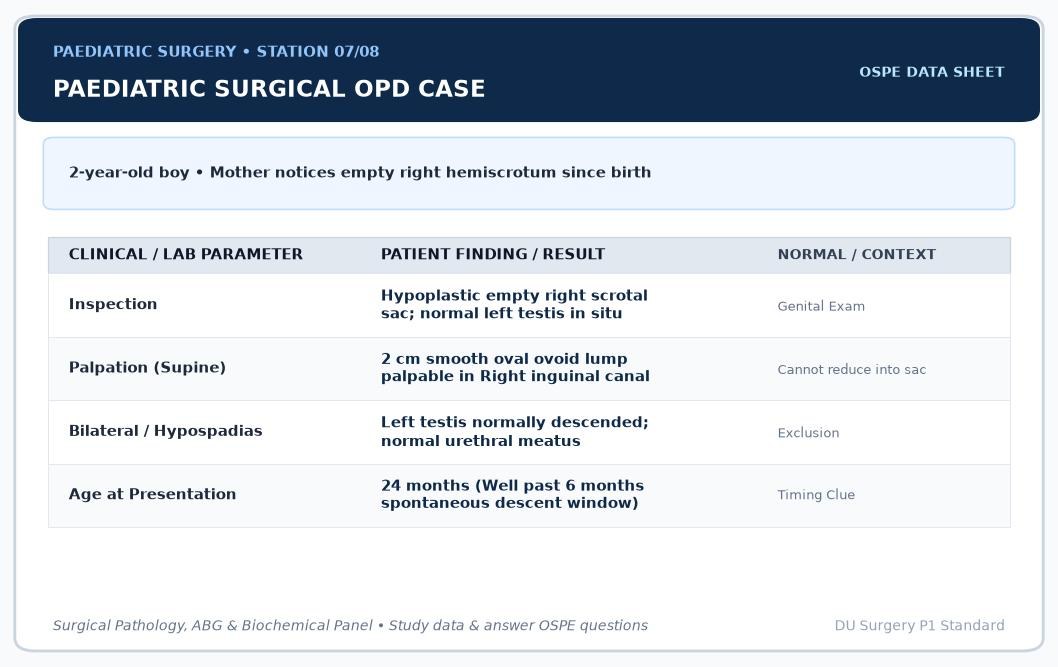 PAEDIATRIC SURGERY • STATION 07/08
PAEDIATRIC SURGICAL OPD CASE
OSPE DATA SHEET
2-year-old boy • Mother notices empty right hemiscrotum since birth
CLINICAL / LAB PARAMETER PATIENT FINDING / RESULT NORMAL / CONTEXT
Inspection
Hypoplastic empty right scrotal
sac; normal left testis in situ
Genital Exam
Palpation (Supine)
2 cm smooth oval ovoid lump
palpable in Right inguinal canal
Cannot reduce into sac
Bilateral / Hypospadias
Left testis normally descended;
normal urethral meatus
Exclusion
Age at Presentation
24 months (Well past 6 months
spontaneous descent window)
Timing Clue
Surgical Pathology, ABG & Biochemical Panel • Study data & answer OSPE questions
DU Surgery P1 Standard